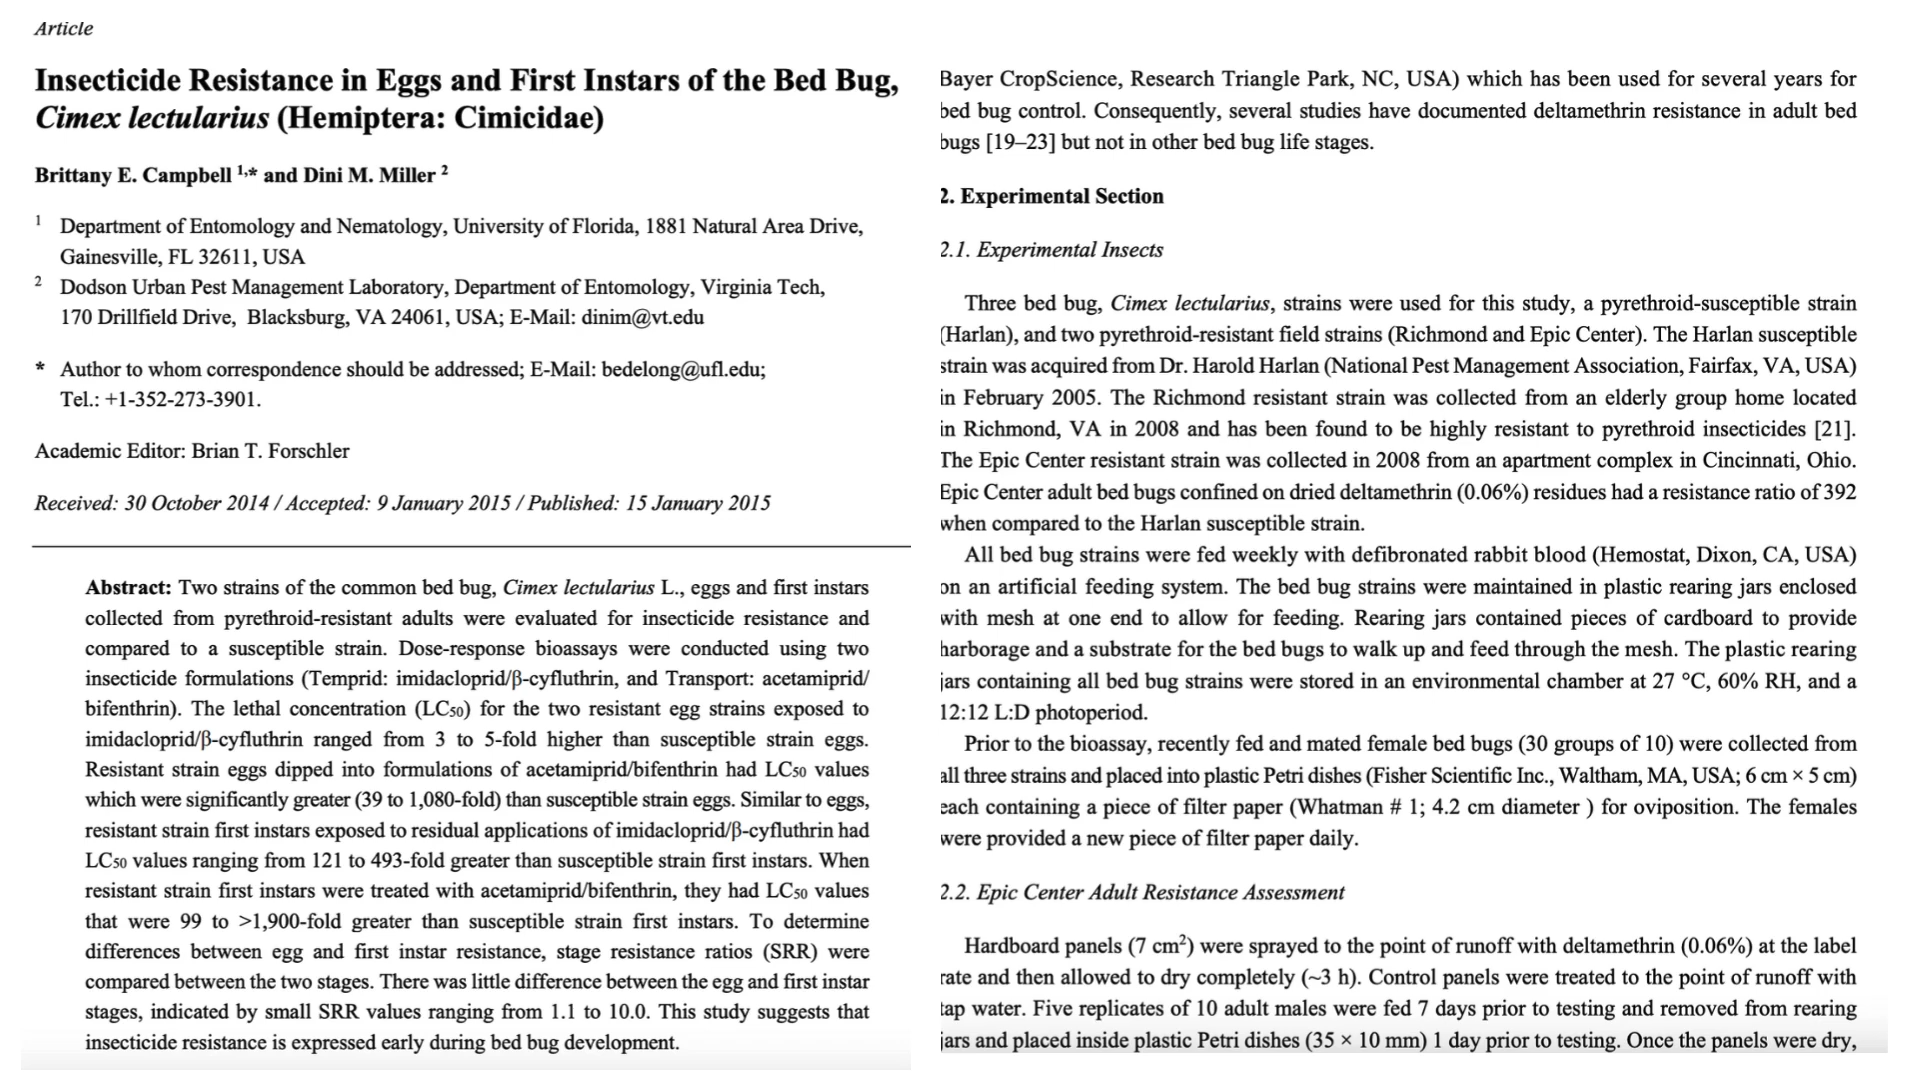 Article
Insecticide Resistance in Eggs and First Instars of the Bed Bug,
Cimex lectularius (Hemiptera: Cimicidae)
Brittany E. Campbell 1,* and Dini M. Miller 2
1 Department of Entomology and Nematology, University of Florida, 1881 Natural Area Drive,
Gainesville, FL 32611, USA
2 Dodson Urban Pest Management Laboratory, Department of Entomology, Virginia Tech,
170 Drillfield Drive, Blacksburg, VA 24061, USA; E-Mail: dinim@vt.edu
* Author to whom correspondence should be addressed; E-Mail: bedelong@ufl.edu;
Tel.: +1-352-273-3901.
Academic Editor: Brian T. Forschler
Received: 30 October 2014 / Accepted: 9 January 2015 / Published: 15 January 2015
Abstract: Two strains of the common bed bug, Cimex lectularius L., eggs and first instars
collected from pyrethroid-resistant adults were evaluated for insecticide resistance and
compared to a susceptible strain. Dose-response bioassays were conducted using two
insecticide formulations (Temprid: imidacloprid/β-cyfluthrin, and Transport: acetamiprid/
bifenthrin). The lethal concentration (LC50) for the two resistant egg strains exposed to
imidacloprid/β-cyfluthrin ranged from 3 to 5-fold higher than susceptible strain eggs.
Resistant strain eggs dipped into formulations of acetamiprid/bifenthrin had LC50 values
which were significantly greater (39 to 1,080-fold) than susceptible strain eggs. Similar to eggs,
resistant strain first instars exposed to residual applications of imidacloprid/β-cyfluthrin had
LC50 values ranging from 121 to 493-fold greater than susceptible strain first instars. When
resistant strain first instars were treated with acetamiprid/bifenthrin, they had LC50 values
that were 99 to >1,900-fold greater than susceptible strain first instars. To determine
differences between egg and first instar resistance, stage resistance ratios (SRR) were
compared between the two stages. There was little difference between the egg and first instar
stages, indicated by small SRR values ranging from 1.1 to 10.0. This study suggests that
insecticide resistance is expressed early during bed bug development.
Bayer CropScience, Research Triangle Park, NC, USA) which has been used for several years for
bed bug control. Consequently, several studies have documented deltamethrin resistance in adult bed
bugs [19–23] but not in other bed bug life stages.
2. Experimental Section
2.1. Experimental Insects
Three bed bug, Cimex lectularius, strains were used for this study, a pyrethroid-susceptible strain
(Harlan), and two pyrethroid-resistant field strains (Richmond and Epic Center). The Harlan susceptible
strain was acquired from Dr. Harold Harlan (National Pest Management Association, Fairfax, VA, USA)
in February 2005. The Richmond resistant strain was collected from an elderly group home located
in Richmond, VA in 2008 and has been found to be highly resistant to pyrethroid insecticides [21].
The Epic Center resistant strain was collected in 2008 from an apartment complex in Cincinnati, Ohio.
Epic Center adult bed bugs confined on dried deltamethrin (0.06%) residues had a resistance ratio of 392
when compared to the Harlan susceptible strain.
All bed bug strains were fed weekly with defibronated rabbit blood (Hemostat, Dixon, CA, USA)
on an artificial feeding system. The bed bug strains were maintained in plastic rearing jars enclosed
with mesh at one end to allow for feeding. Rearing jars contained pieces of cardboard to provide
harborage and a substrate for the bed bugs to walk up and feed through the mesh. The plastic rearing
jars containing all bed bug strains were stored in an environmental chamber at 27 °C, 60% RH, and a
12:12 L:D photoperiod.
Prior to the bioassay, recently fed and mated female bed bugs (30 groups of 10) were collected from
all three strains and placed into plastic Petri dishes (Fisher Scientific Inc., Waltham, MA, USA; 6 cm × 5 cm)
each containing a piece of filter paper (Whatman # 1; 4.2 cm diameter ) for oviposition. The females
were provided a new piece of filter paper daily.
2.2. Epic Center Adult Resistance Assessment
Hardboard panels (7 cm2) were sprayed to the point of runoff with deltamethrin (0.06%) at the label
rate and then allowed to dry completely (~3 h). Control panels were treated to the point of runoff with
tap water. Five replicates of 10 adult males were fed 7 days prior to testing and removed from rearing
jars and placed inside plastic Petri dishes (35 × 10 mm) 1 day prior to testing. Once the panels were dry,